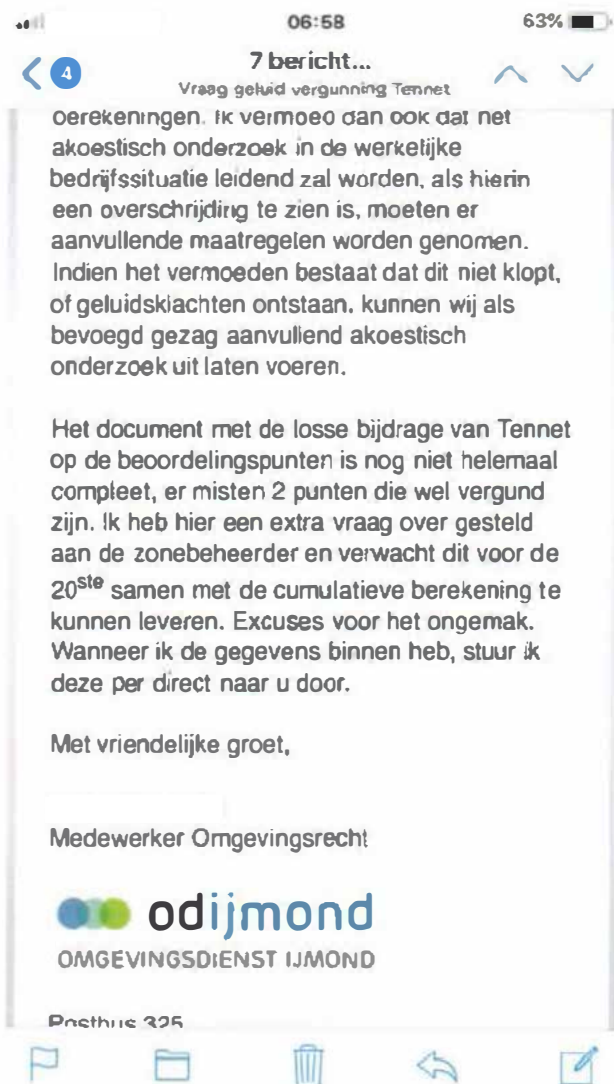 06:58
63%
4
7 bericht...
Vraag geluid vergunning Tennet
berekeningen. Ik vermoed dan ook dat het
akoestisch onderzoek in de werkelijke
bedrijfssituatie leidend zal worden, als hierin
een overschrijding te zien is, moeten er
aanvullende maatregelen worden genomen.
Indien het vermoeden bestaat dat dit niet klopt,
of geluidsklachten ontstaan, kunnen wij als
bevoegd gezag aanvullend akoestisch
onderzoek uit laten voeren.
Het document met de losse bijdrage van Tennet
op de beoordelingspunten is nog niet helemaal
compleet, er misten 2 punten die wel vergund
zijn. Ik heb hier een extra vraag over gesteld
aan de zonebeheerder en verwacht dit voor de
20ste samen met de cumulatieve berekening te
kunnen leveren. Excuses voor het ongemak.
Wanneer ik de gegevens binnen heb, stuur ik
deze per direct naar u door.
Met vriendelijke groet,
Medewerker Omgevingsrecht
odijmond
OMGEVINGSDIENST IJMOND
Postbus 325